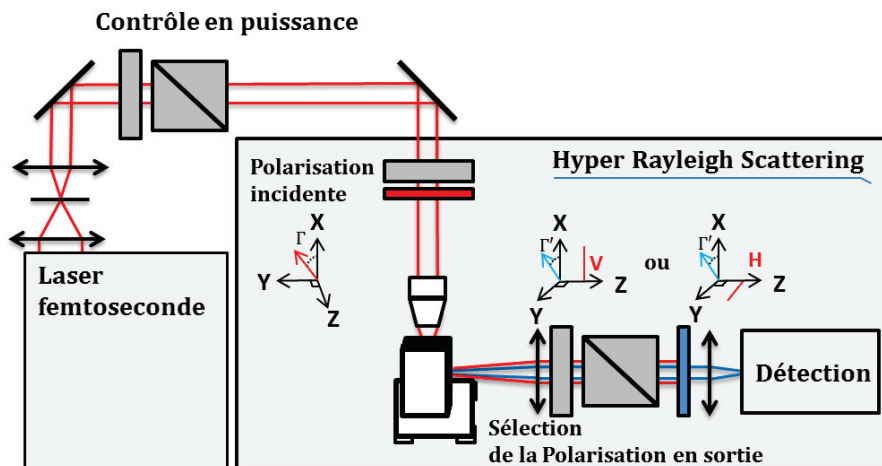 Contrôle en puissance
Polarisation
incidente
Hyper Rayleigh Scattering
X
Γ
Y
Z
X
Γ'
V
Z
Y
ou
X
Γ'
H
Z
Y
Laser
femtoseconde
Détection
Sélection
de la Polarisation en sortie